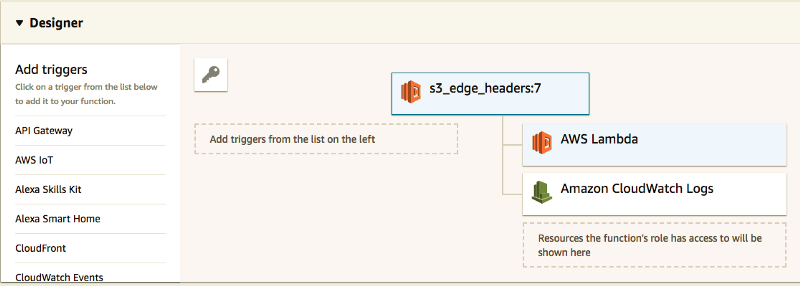 Designer
Add triggers
Click on a trigger from the list below
to add it to your function.
API Gateway
AWS IoT
Alexa Skills Kit
Alexa Smart Home
CloudFront
CloudWatch Events
s3_edge_headers:7
Add triggers from the list on the left
AWS Lambda
Amazon CloudWatch Logs
Resources the function's role has access to will be
shown here